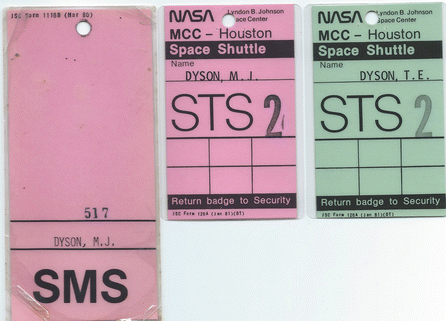 JSC Form 1116B (Mar 80)
517
DYSON, M.J.
SMS
NASA Lyndon B. Johnson
Space Center
MCC - Houston
Space Shuttle
Name
DYSON, M.J.
STS 2
Return badge to Security
JSC Form 126A (Jan 81)(OT)
NASA Lyndon B. Johnson
Space Center
MCC - Houston
Space Shuttle
Name
DYSON, T.E.
STS 2
Return badge to Security
JSC Form 126A (Jan 81)(OT)